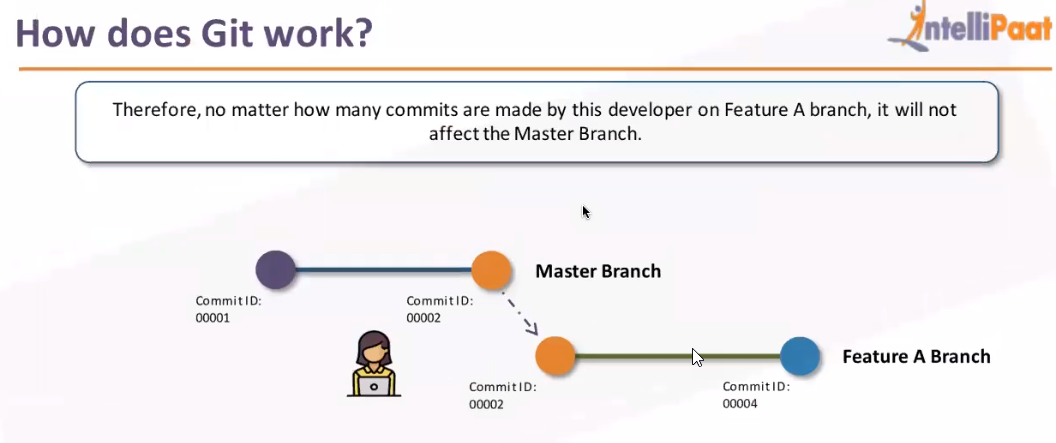 How does Git work?
IntelliPaat
Therefore, no matter how many commits are made by this developer on Feature A branch, it will not
affect the Master Branch.
Master Branch
Commit ID:
00001
Commit ID:
00002
Feature A Branch
Commit ID:
00002
Commit ID:
00004